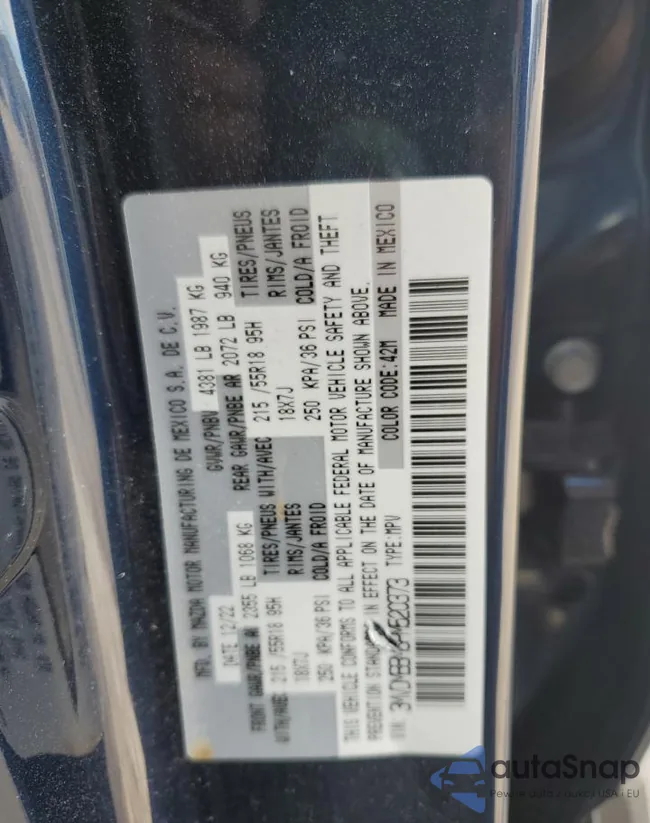 MFD. BY MAZDA MOTOR MANUFACTURING DE MEXICO S.A. DE C.V.
DATE 12/22 GVWR/PNBV 4381 LB 1987 KG
FRONT GAWR/PNBE AV 2355 LB 1068 KG REAR GAWR/PNBE AR 2072 LB 940 KG
WITH/AVEC 215 /55R18 95H TIRES/PNEUS WITH/AVEC 215 /55R18 95H TIRES/PNEUS
18X7J RIMS/JANTES 18X7J RIMS/JANTES
250 KPA/36 PSI COLD/A FROID 250 KPA/36 PSI COLD/A FROID
THIS VEHICLE CONFORMS TO ALL APPLICABLE FEDERAL MOTOR VEHICLE SAFETY AND THEFT
PREVENTION IN EFFECT ON THE DATE OF MANUFACTURE SHOWN ABOVE.
TYPE:MPV COLOR CODE:42M MADE IN MEXICO
autoSnap